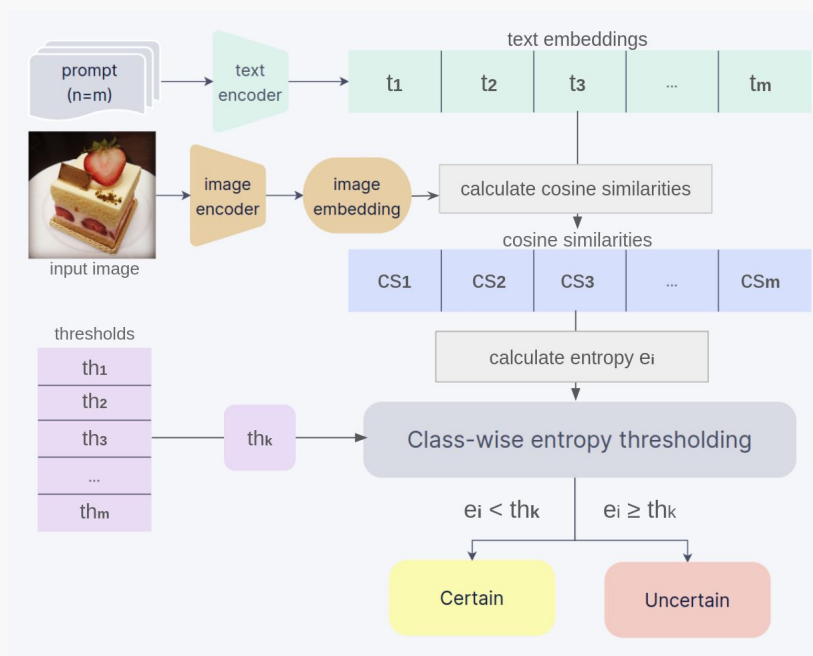 text embeddings
prompt
(n=m)
text
encoder
t1 t2 t3 ... tm
image
encoder
image
embedding
calculate cosine similarities
input image
cosine similarities
cs1 cs2 cs3 ... csm
thresholds
calculate entropy ei
th1
th2
th3
...
thm
thk
Class-wise entropy thresholding
ei < thk
ei ≥ thk
Certain
Uncertain